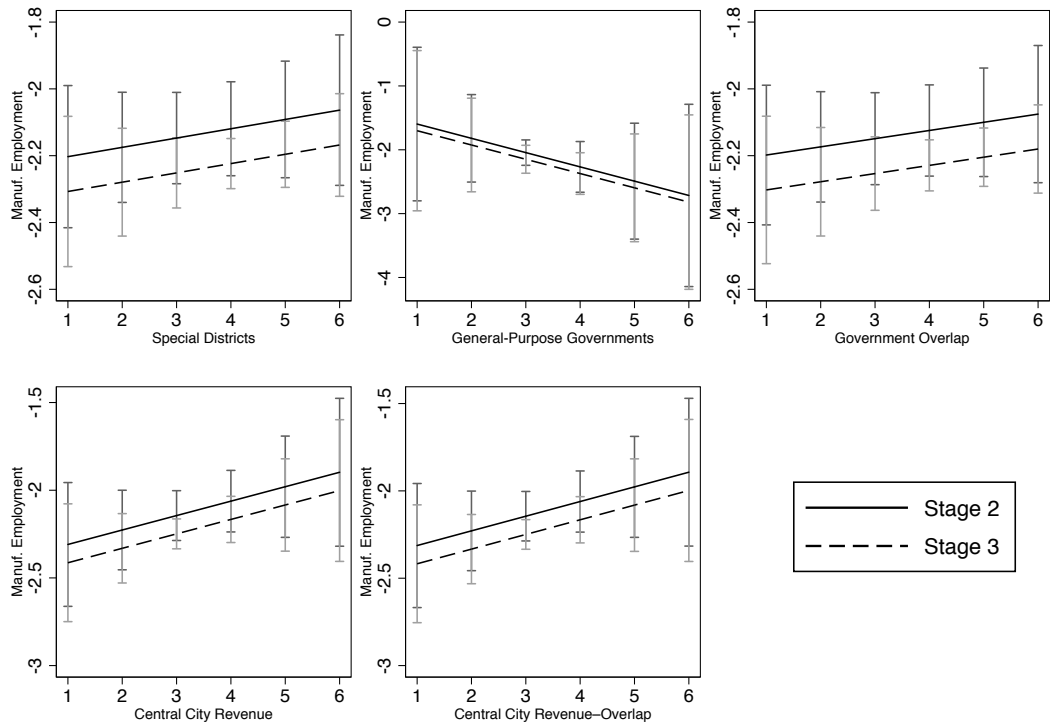 Manuf. Employment
-2.6 -2.4 -2.2 -2 -1.8
1 2 3 4 5 6
Special Districts
Manuf. Employment
-4 -3 -2 -1 0
1 2 3 4 5 6
General-Purpose Governments
Manuf. Employment
-2.6 -2.4 -2.2 -2 -1.8
1 2 3 4 5 6
Government Overlap
Manuf. Employment
-3 -2.5 -2 -1.5
1 2 3 4 5 6
Central City Revenue
Manuf. Employment
-3 -2.5 -2 -1.5
1 2 3 4 5 6
Central City Revenue–Overlap
Stage 2
Stage 3